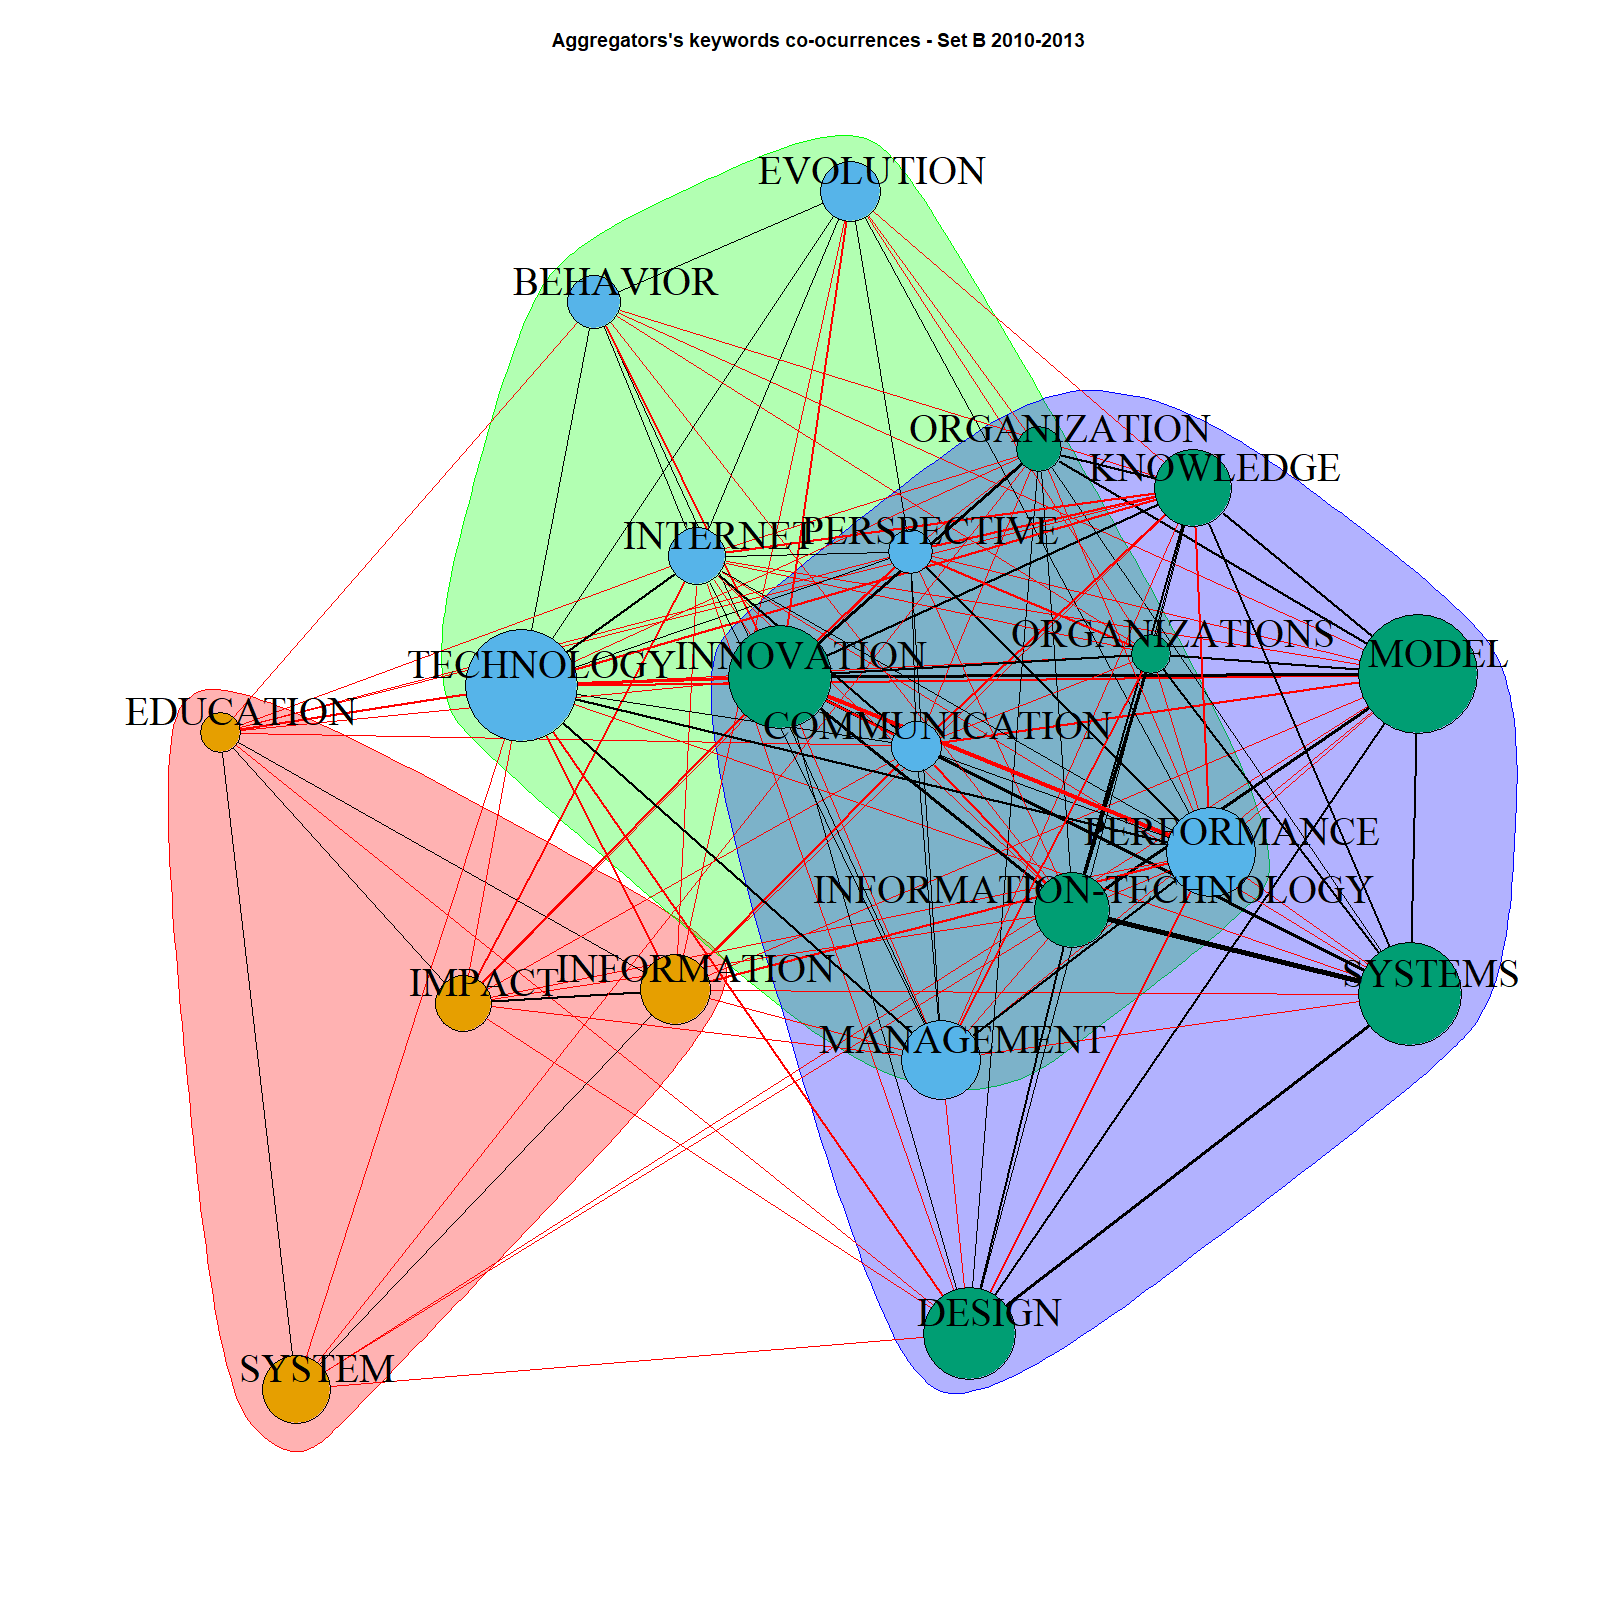 Aggregators's keywords co-ocurrences - Set B 2010-2013
EVOLUTION
BEHAVIOR
ORGANIZATION
KNOWLEDGE
INTERNET
PERSPECTIVE
ORGANIZATIONS
MODEL
INNOVATION
TECHNOLOGY
EDUCATION
COMMUNICATION
PERFORMANCE
INFORMATION-TECHNOLOGY
INFORMATION
SYSTEMS
IMPACT
MANAGEMENT
DESIGN
SYSTEM